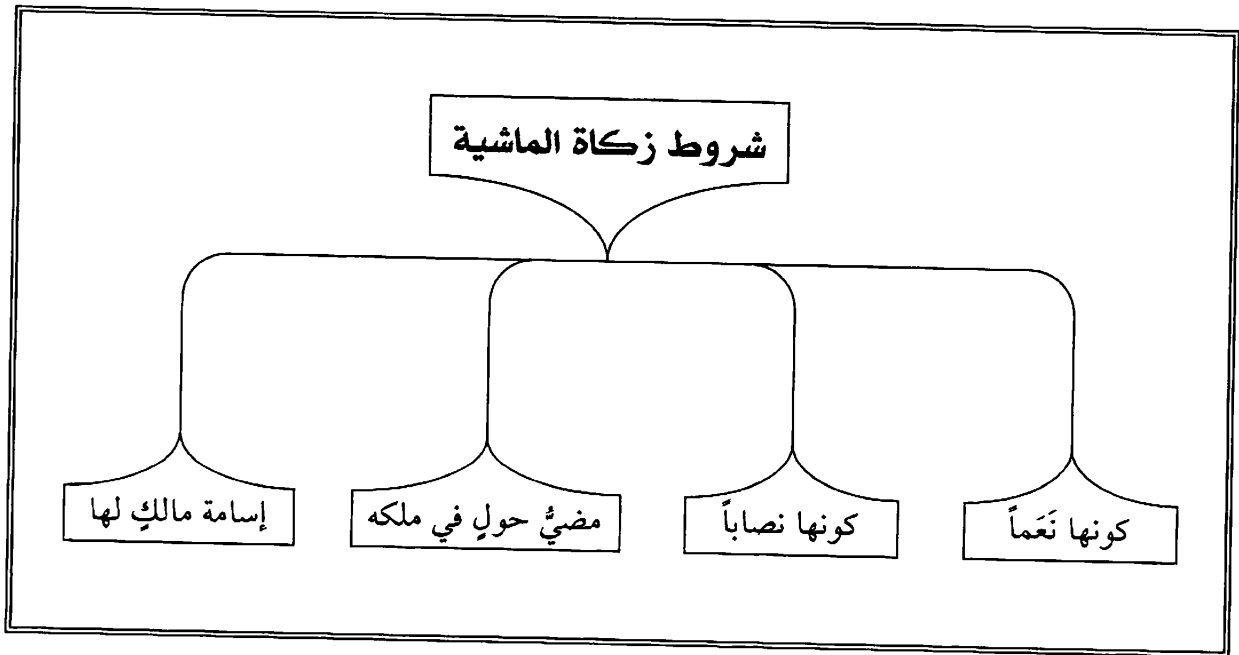 شروط زكاة الماشية
كونها نَعَماً
كونها نصاباً
مضيُّ حولٍ في ملكه
إسامة مالكٍ لها